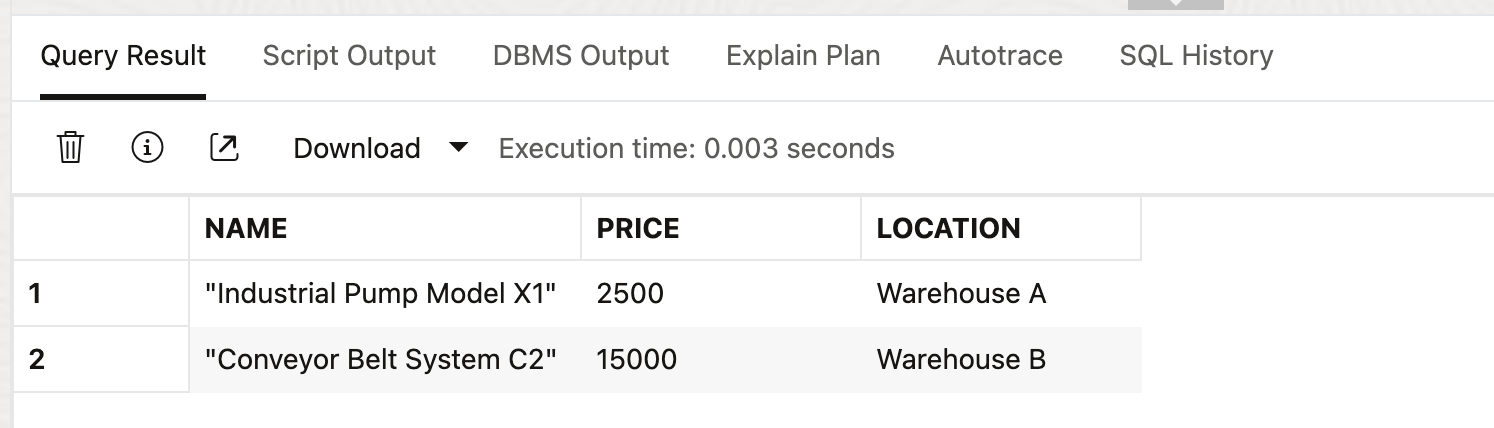 Query Result Script Output DBMS Output Explain Plan Autotrace SQL History
Download Execution time: 0.003 seconds
NAME PRICE LOCATION
1 "Industrial Pump Model X1" 2500 Warehouse A
2 "Conveyor Belt System C2" 15000 Warehouse B